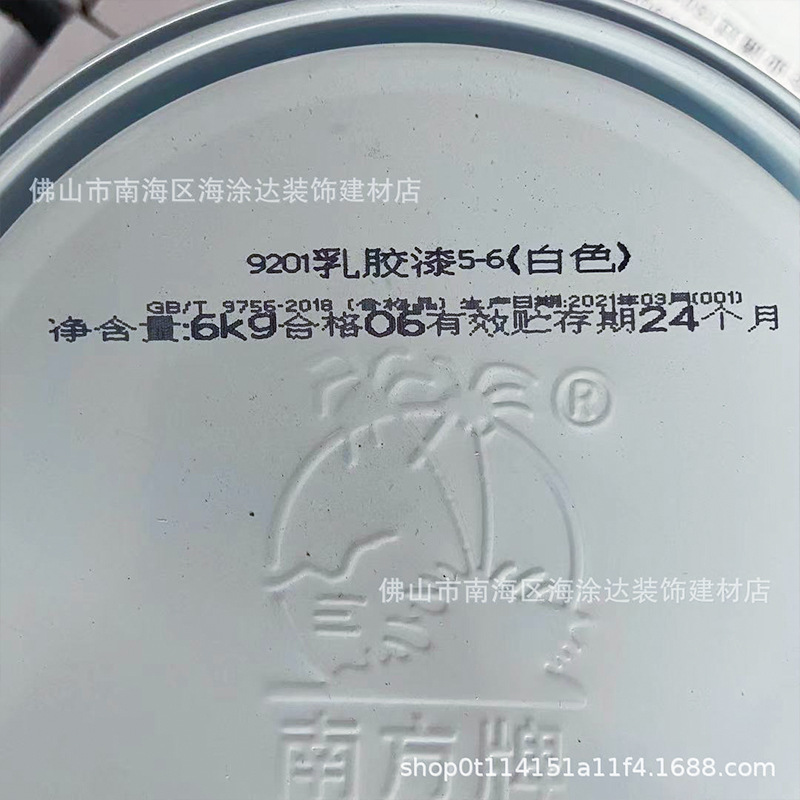 佛山市南海区海涂达装饰建材店
9201乳胶漆5-6(白色)
GB/T 9756-2018 (合格品) 生产日期:2021年03月(001)
净含量:6kg合格06有效贮存期24个月
®
佛山市南海区海涂达装饰建材店
南方牌
shop0t114151a11f4.1688.com